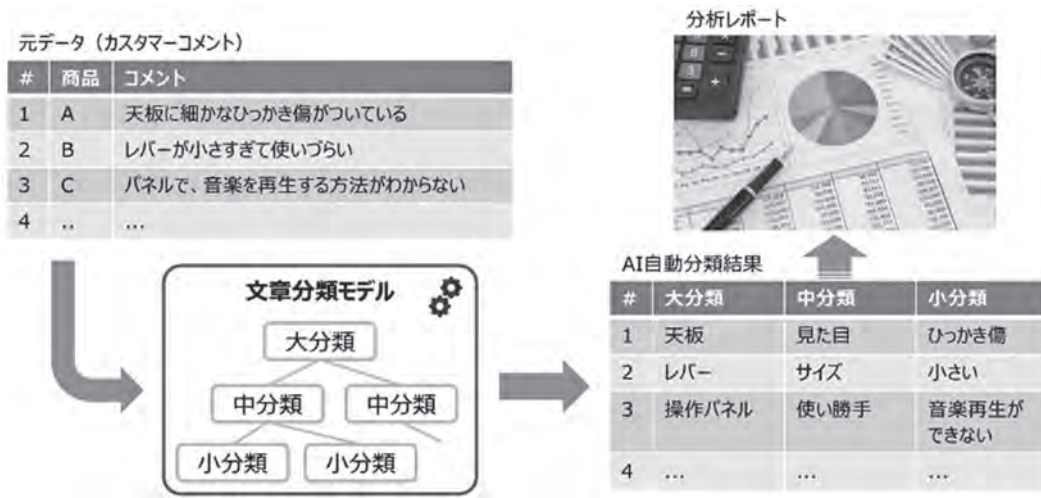 元データ（カスタマーコメント）
# 商品 コメント
1 A 天板に細かなひっかき傷がついている
2 B レバーが小さすぎて使いづらい
3 C パネルで、音楽を再生する方法がわからない
4 .. ...
文章分類モデル
大分類
中分類 中分類
小分類 小分類
分析レポート
AI自動分類結果
# 大分類 中分類 小分類
1 天板 見た目 ひっかき傷
2 レバー サイズ 小さい
3 操作パネル 使い勝手 音楽再生が
できない
4 ... ... ...